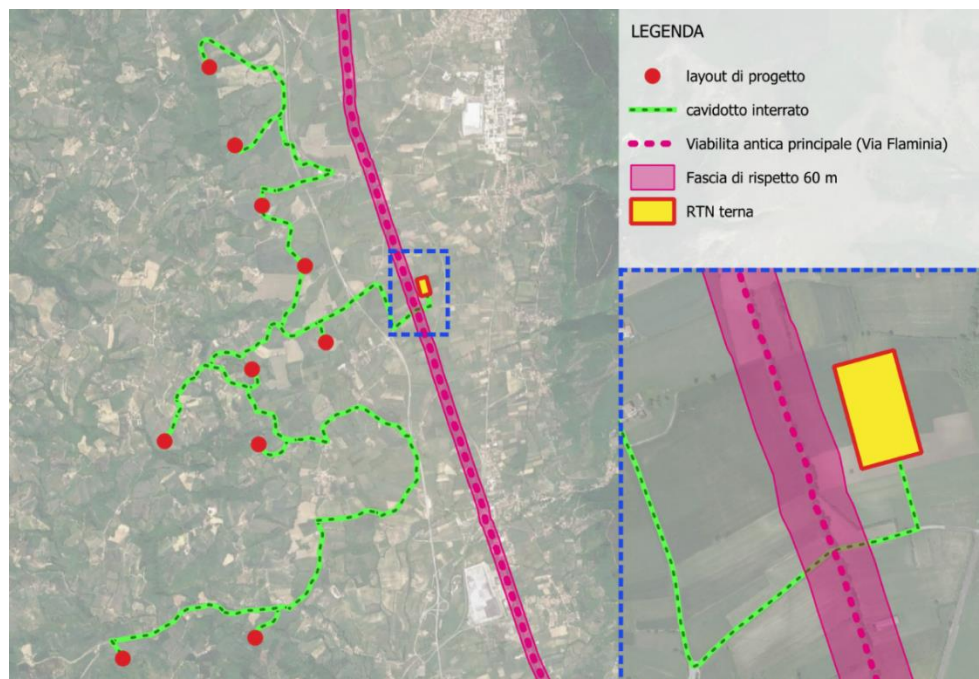 LEGENDA
layout di progetto
cavidotto interrato
Viabilita antica principale (Via Flaminia)
Fascia di rispetto 60 m
RTN terna